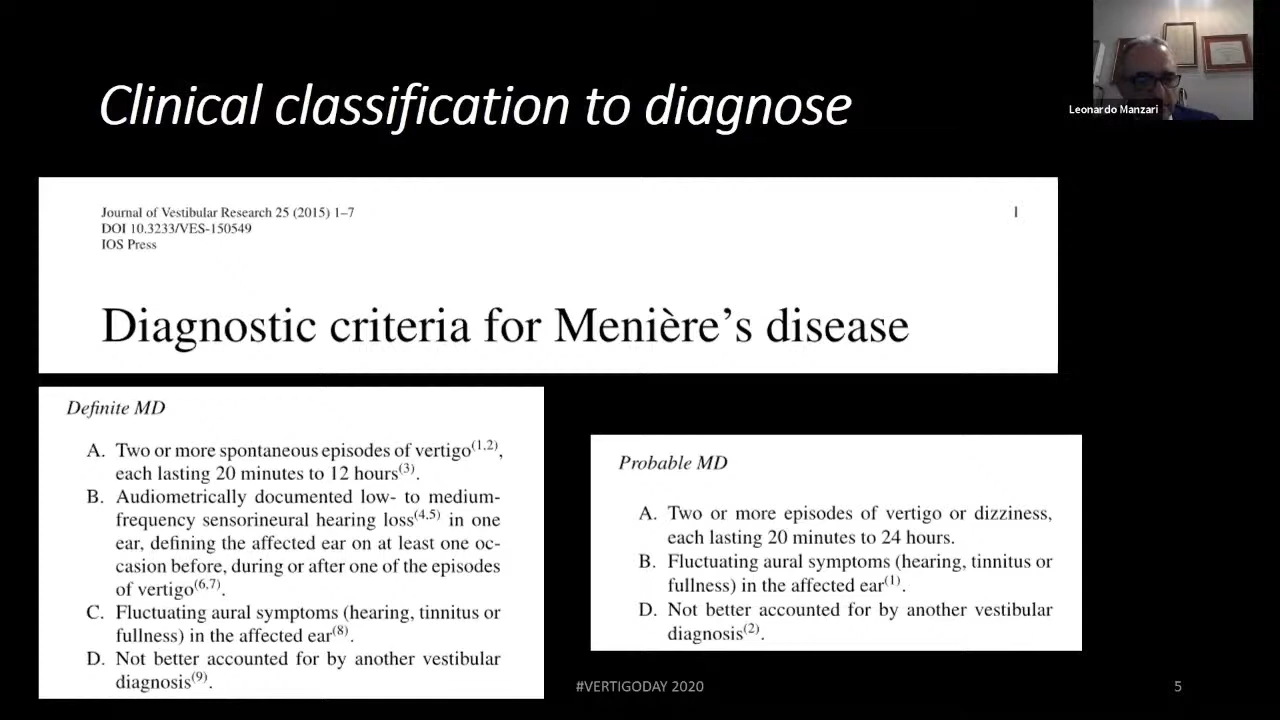 Leonardo Manzari
Clinical classification to diagnose
Journal of Vestibular Research 25 (2015) 1–7
1
DOI 10.3233/VES-150549
IOS Press
Diagnostic criteria for Menière’s disease
Definite MD
A. Two or more spontaneous episodes of vertigo(1,2),
each lasting 20 minutes to 12 hours(3).
B. Audiometrically documented low- to medium-
frequency sensorineural hearing loss(4,5) in one
ear, defining the affected ear on at least one oc-
casion before, during or after one of the episodes
of vertigo(6,7).
C. Fluctuating aural symptoms (hearing, tinnitus or
fullness) in the affected ear(8).
D. Not better accounted for by another vestibular
diagnosis(9).
Probable MD
A. Two or more episodes of vertigo or dizziness,
each lasting 20 minutes to 24 hours.
B. Fluctuating aural symptoms (hearing, tinnitus or
fullness) in the affected ear(1).
D. Not better accounted for by another vestibular
diagnosis(2).
#VERTIGODAY 2020
5